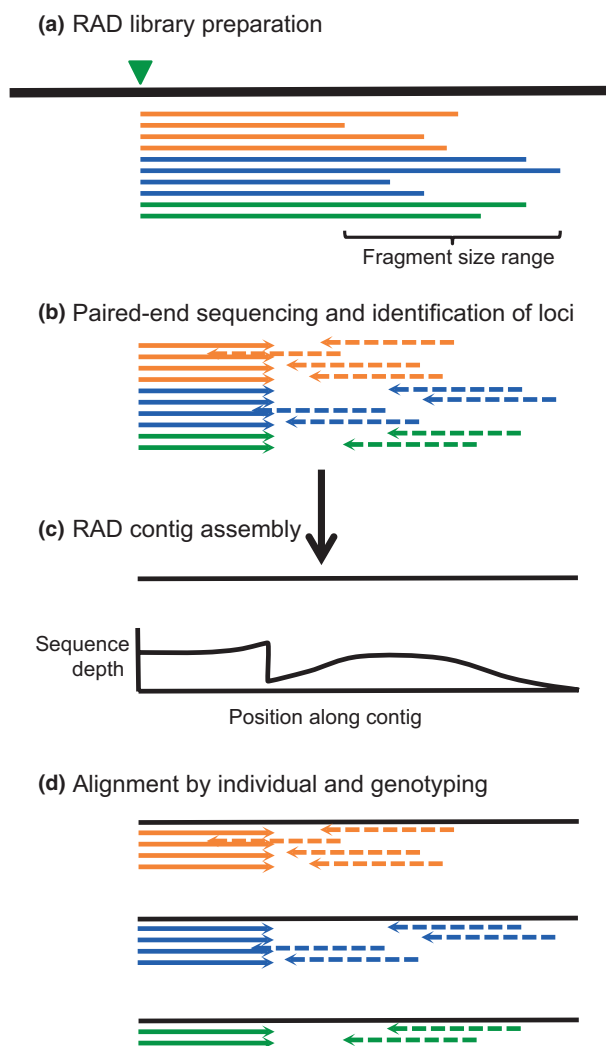 (a) RAD library preparation
Fragment size range
(b) Paired-end sequencing and identification of loci
(c) RAD contig assembly
Sequence
depth
Position along contig
(d) Alignment by individual and genotyping